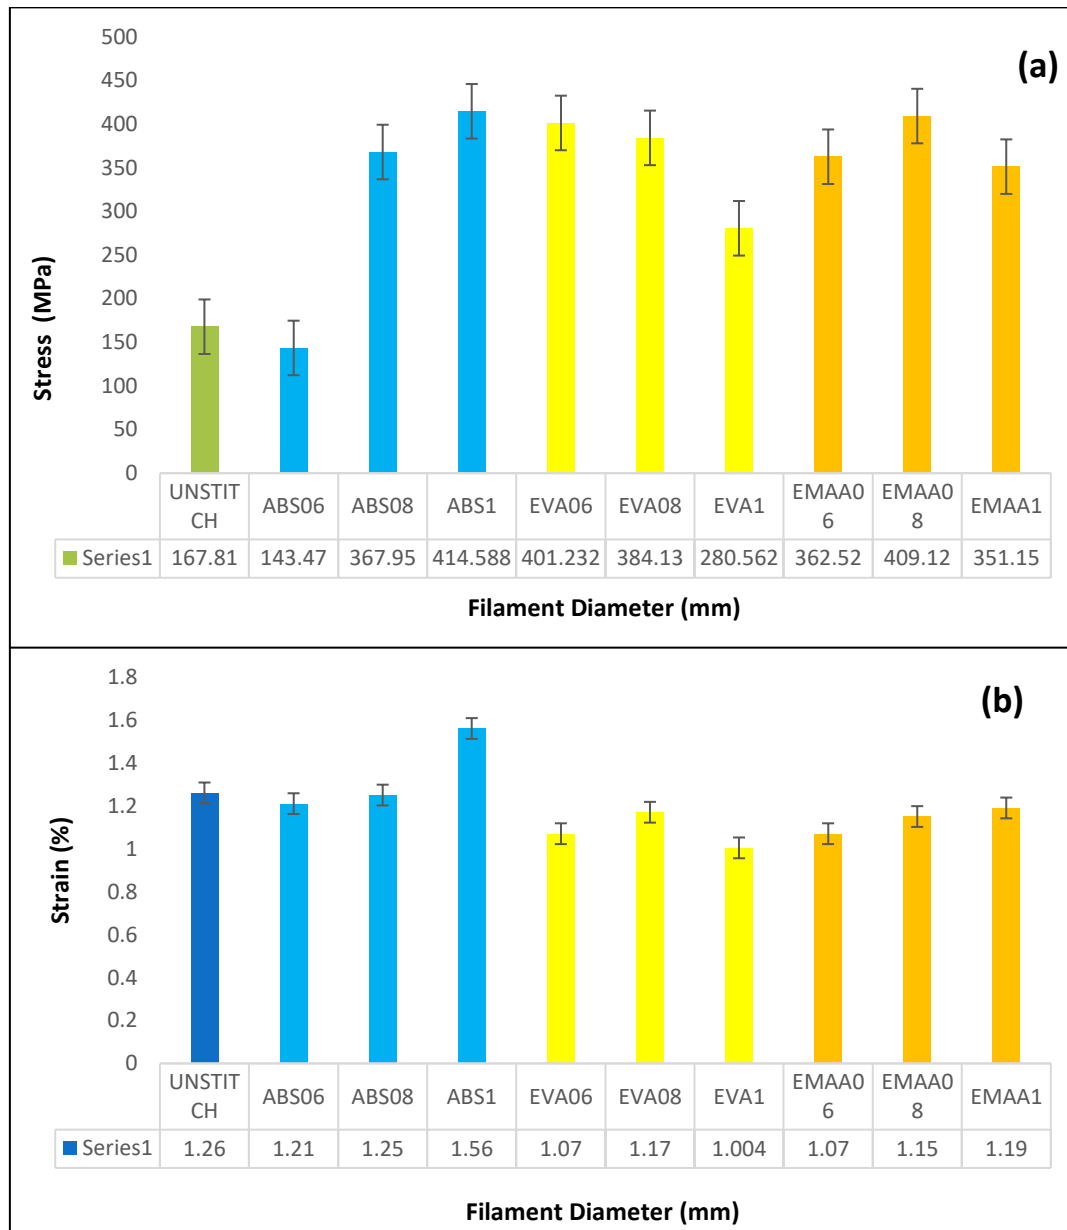 (a)
Stress (MPa)
500
450
400
350
300
250
200
150
100
50
0
UNSTIT
CH
ABS06
ABS08
ABS1
EVA06
EVA08
EVA1
EMAA0
6
EMAA0
8
EMAA1
Series1 167.81 143.47 367.95 414.588 401.232 384.13 280.562 362.52 409.12 351.15
Filament Diameter (mm)
(b)
Strain (%)
1.8
1.6
1.4
1.2
1
0.8
0.6
0.4
0.2
0
UNSTIT
CH
ABS06
ABS08
ABS1
EVA06
EVA08
EVA1
EMAA0
6
EMAA0
8
EMAA1
Series1 1.26 1.21 1.25 1.56 1.07 1.17 1.004 1.07 1.15 1.19
Filament Diameter (mm)